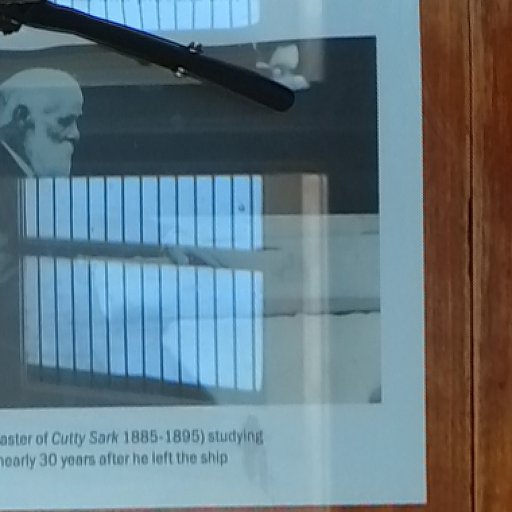 aster of Cutty Sark 1885-1895) studying
nearly 30 years after he left the ship